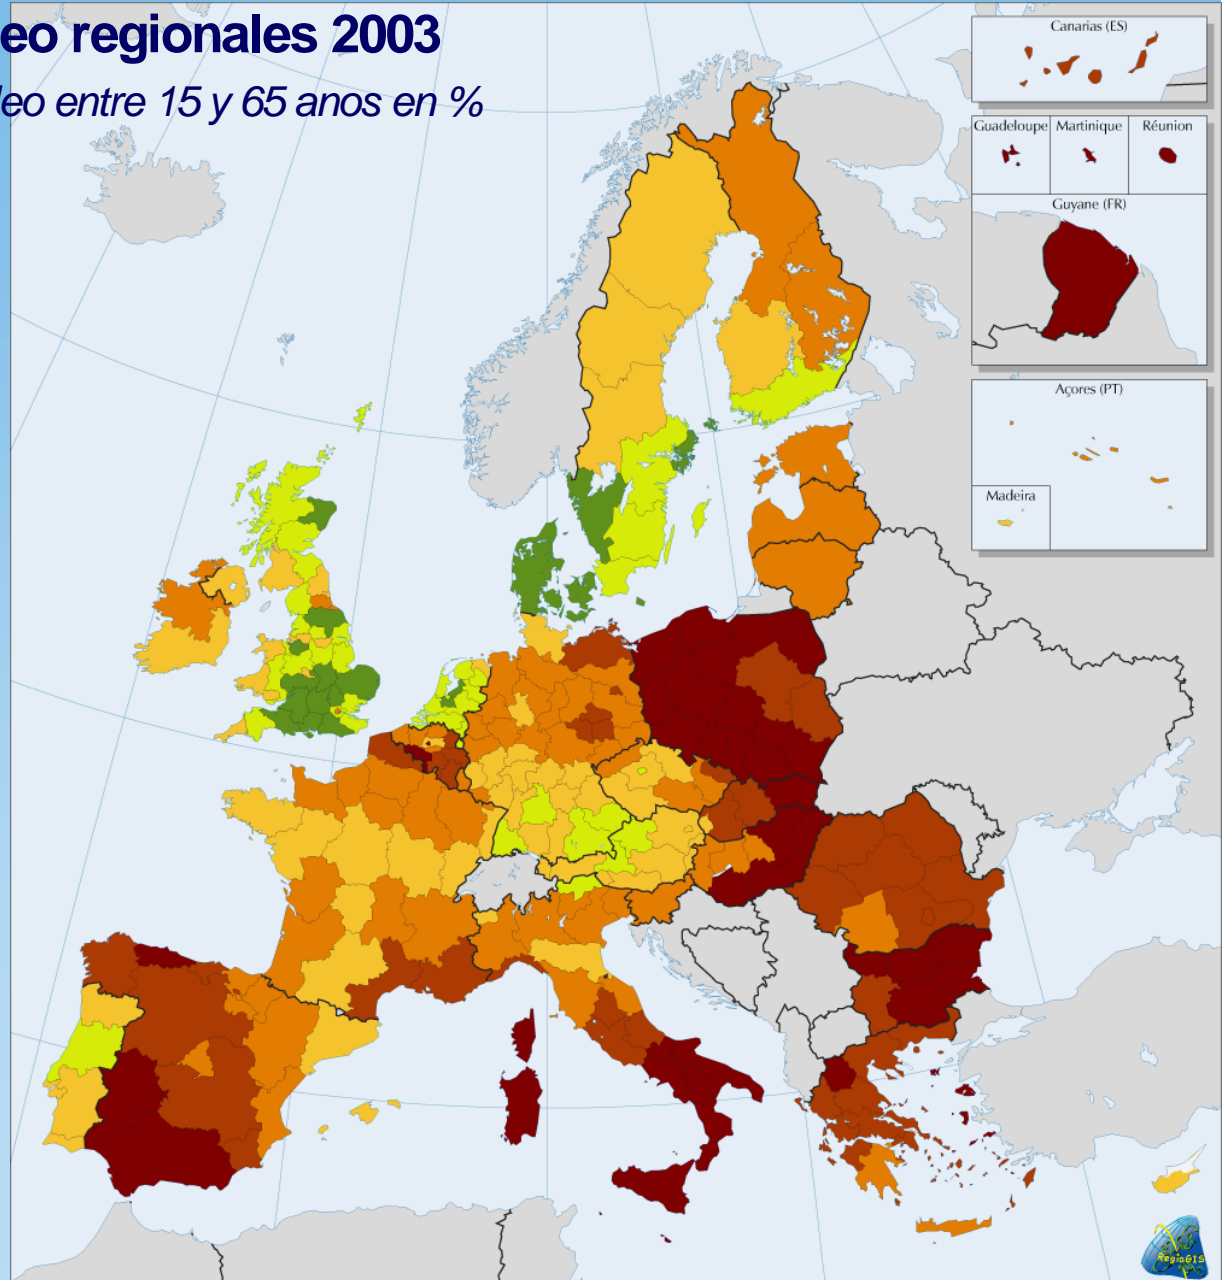 eo regionales 2003
leo entre 15 y 65 anos en %
Canarias (ES)
Guadeloupe
Martinique
Réunion
Guyane (FR)
Açores (PT)
Madeira
RegioGIS